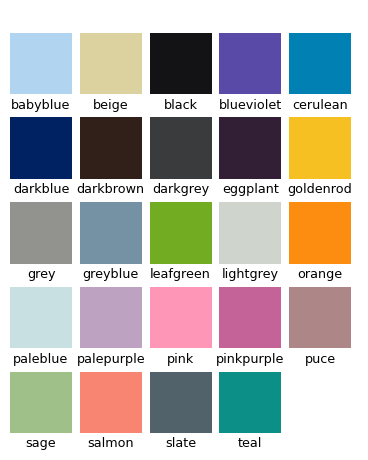 babyblue beige black blueviolet cerulean
darkblue darkbrown darkgrey eggplant goldenrod
grey greyblue leafgreen lightgrey orange
paleblue palepurple pink pinkpurple puce
sage salmon slate teal